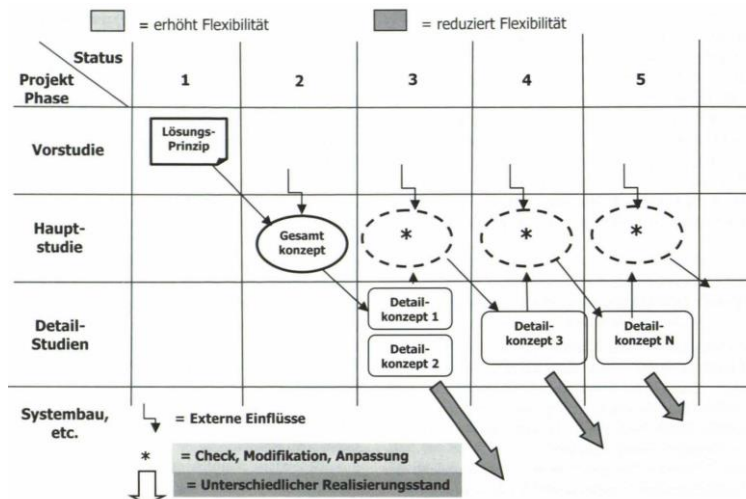 = erhöht Flexibilität
= reduziert Flexibilität
Status
Projekt
Phase
1
2
3
4
5
Vorstudie
Lösungs-
Prinzip
Haupt-
studie
Gesamt
konzept
*
*
*
Detail-
Studien
Detail-
konzept 1
Detail-
konzept 2
Detail-
konzept 3
Detail-
konzept N
Systembau,
etc.
= Externe Einflüsse
* = Check, Modifikation, Anpassung
= Unterschiedlicher Realisierungsstand